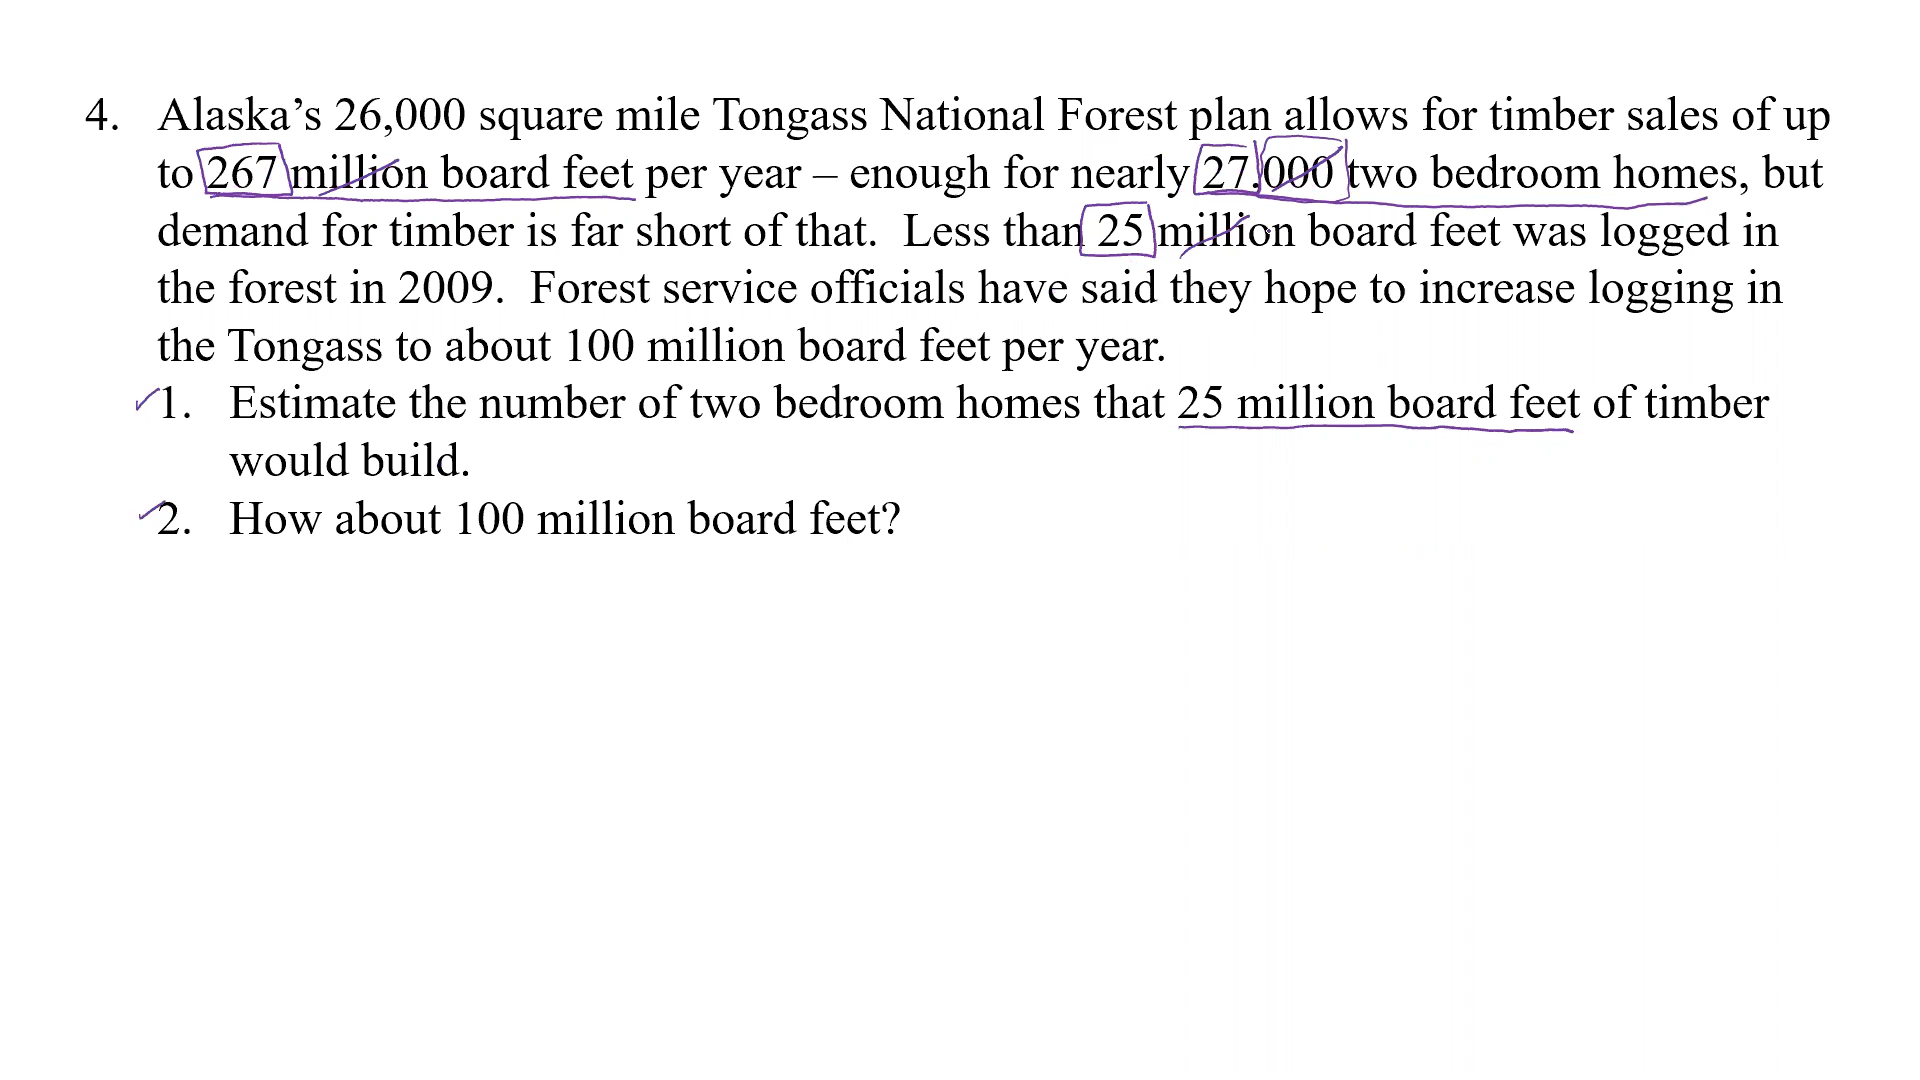 4. Alaska’s 26,000 square mile Tongass National Forest plan allows for timber sales of up
to 267 million board feet per year – enough for nearly 27,000 two bedroom homes, but
demand for timber is far short of that. Less than 25 million board feet was logged in
the forest in 2009. Forest service officials have said they hope to increase logging in
the Tongass to about 100 million board feet per year.
1. Estimate the number of two bedroom homes that 25 million board feet of timber
would build.
2. How about 100 million board feet?